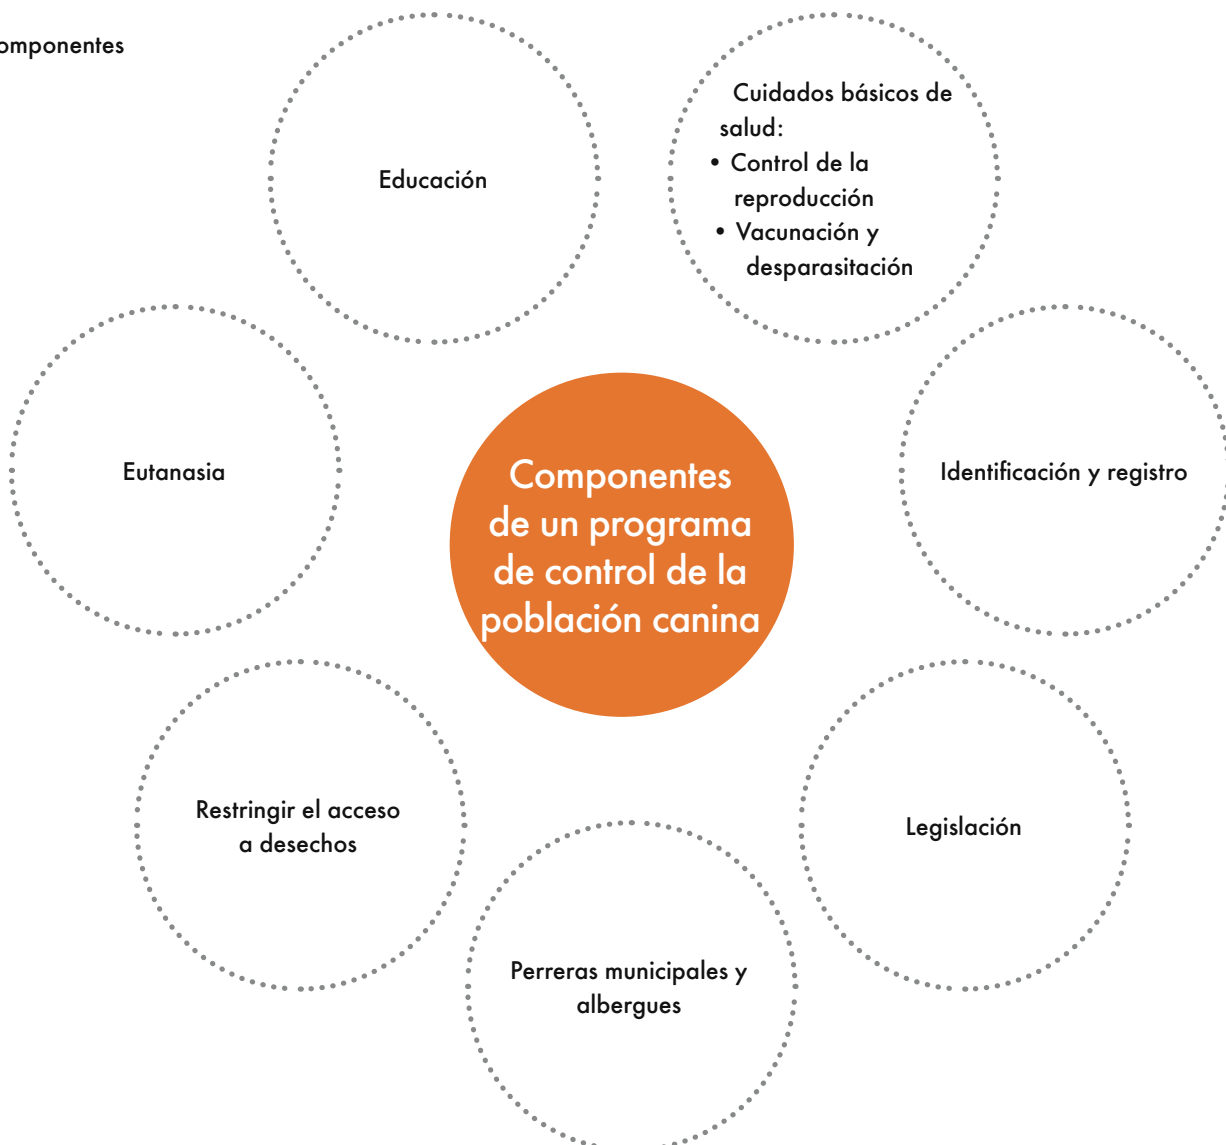 Educación
Cuidados básicos de
salud:
• Control de la
reproducción
• Vacunación y
desparasitación
Eutanasia
Componentes
de un programa
de control de la
población canina
Identificación y registro
Restringir el acceso
a desechos
Legislación
Perreras municipales y
albergues